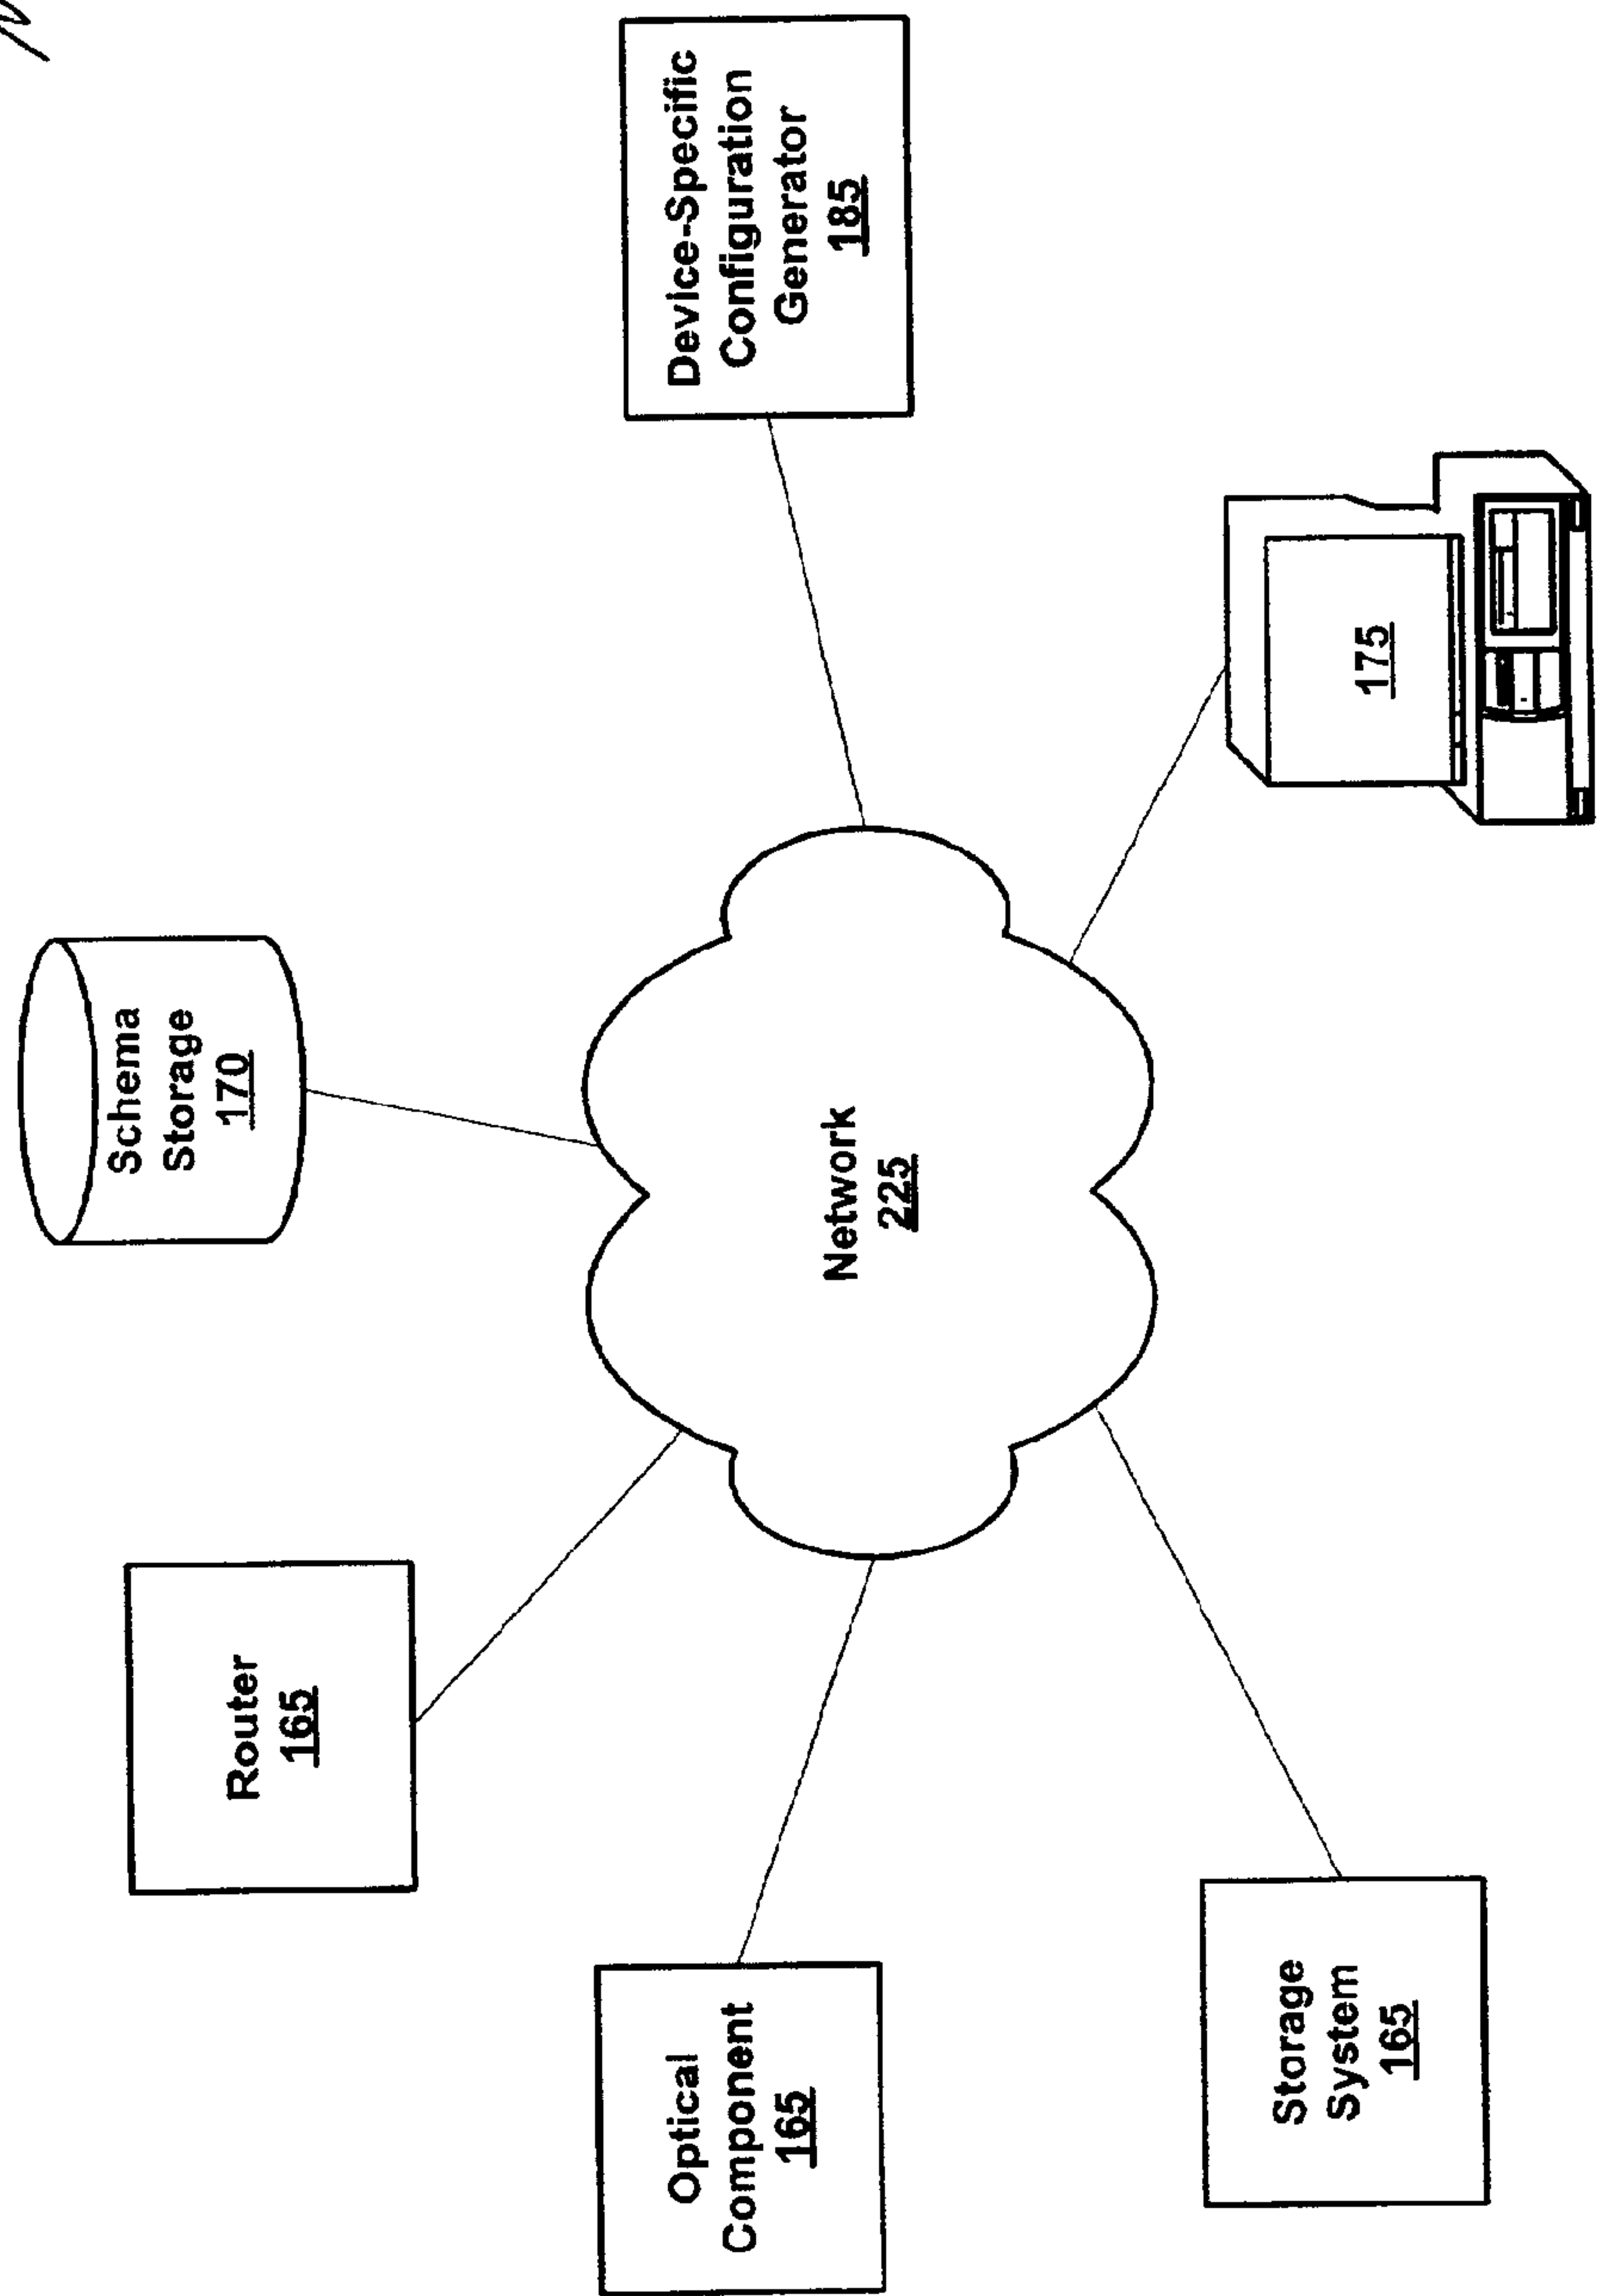 Schema
Storage
170
Router
165
Device-Specific
Configuration
Generator
185
Network
225
Optical
Component
165
175
Storage
System
165